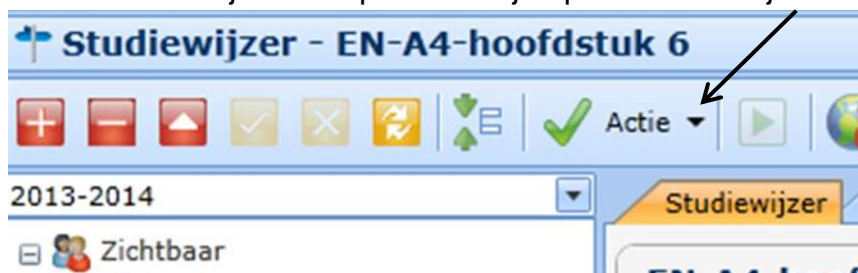 Studiewijzer - EN-A4-hoofdstuk 6
Actie
2013-2014
Studiewijzer
Zichtbaar